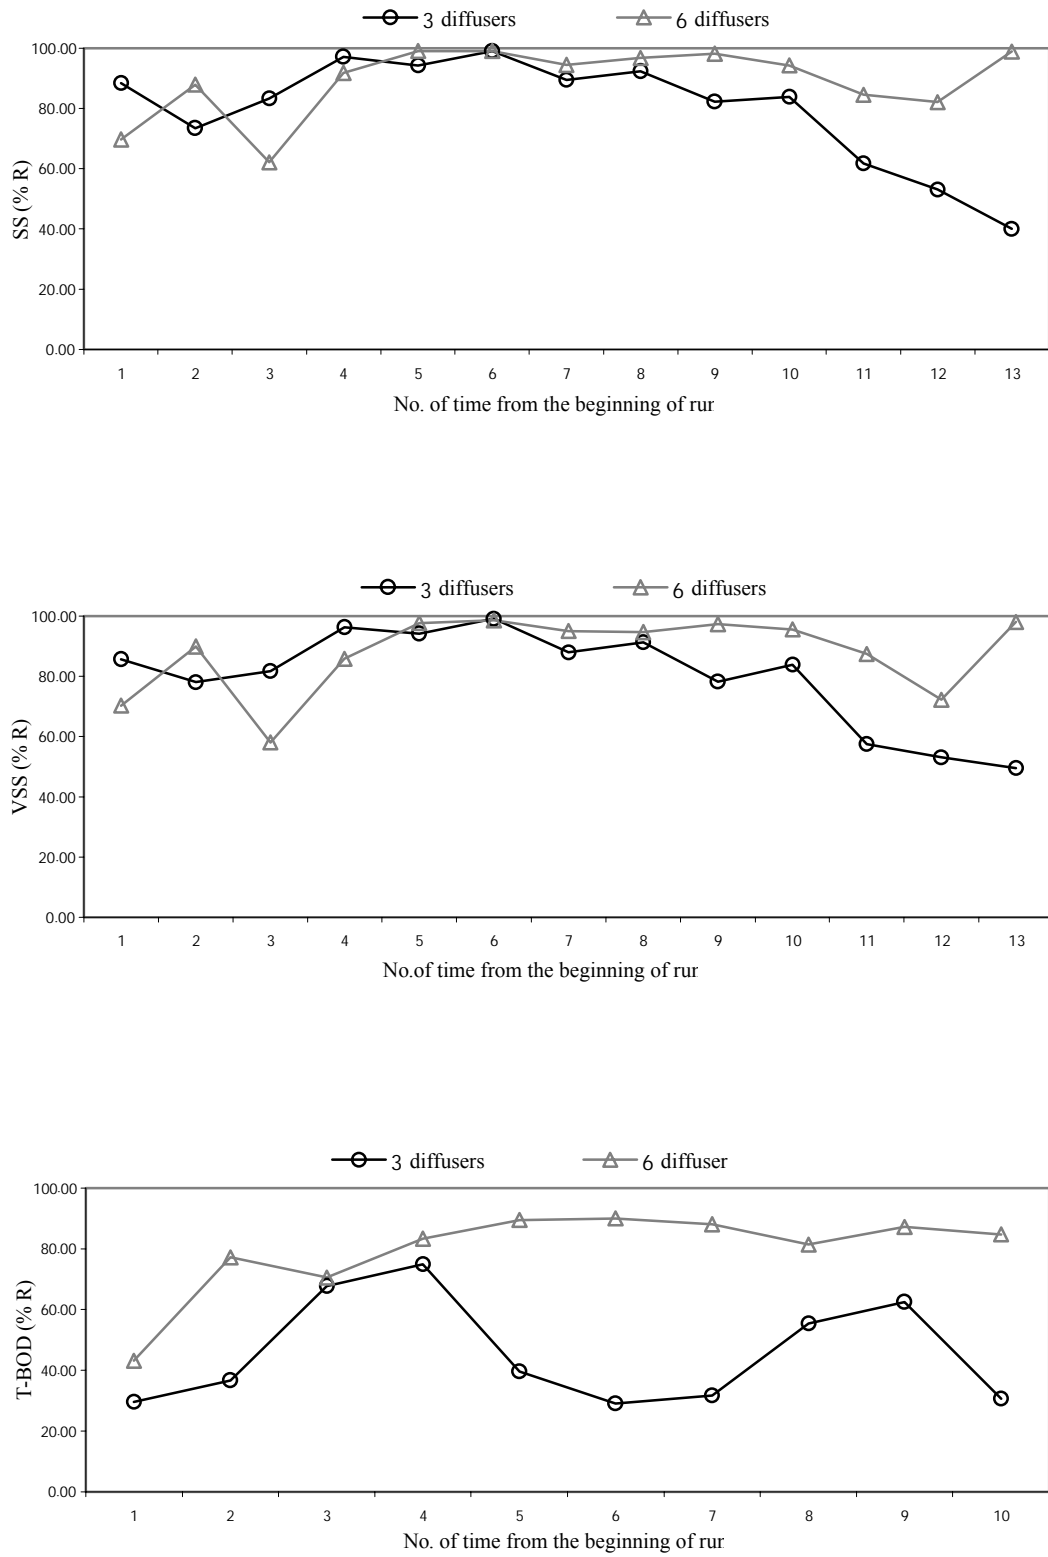 3 diffusers 6 diffusers
100.00
80.00
60.00
40.00
20.00
0.00
SS (% R)
1 2 3 4 5 6 7 8 9 10 11 12 13
No. of time from the beginning of rur
3 diffusers 6 diffusers
100.00
80.00
60.00
40.00
20.00
0.00
VSS (% R)
1 2 3 4 5 6 7 8 9 10 11 12 13
No.of time from the beginning of rur
3 diffusers 6 diffuser
100.00
80.00
60.00
40.00
20.00
0.00
T-BOD (% R)
1 2 3 4 5 6 7 8 9 10
No. of time from the beginning of rur